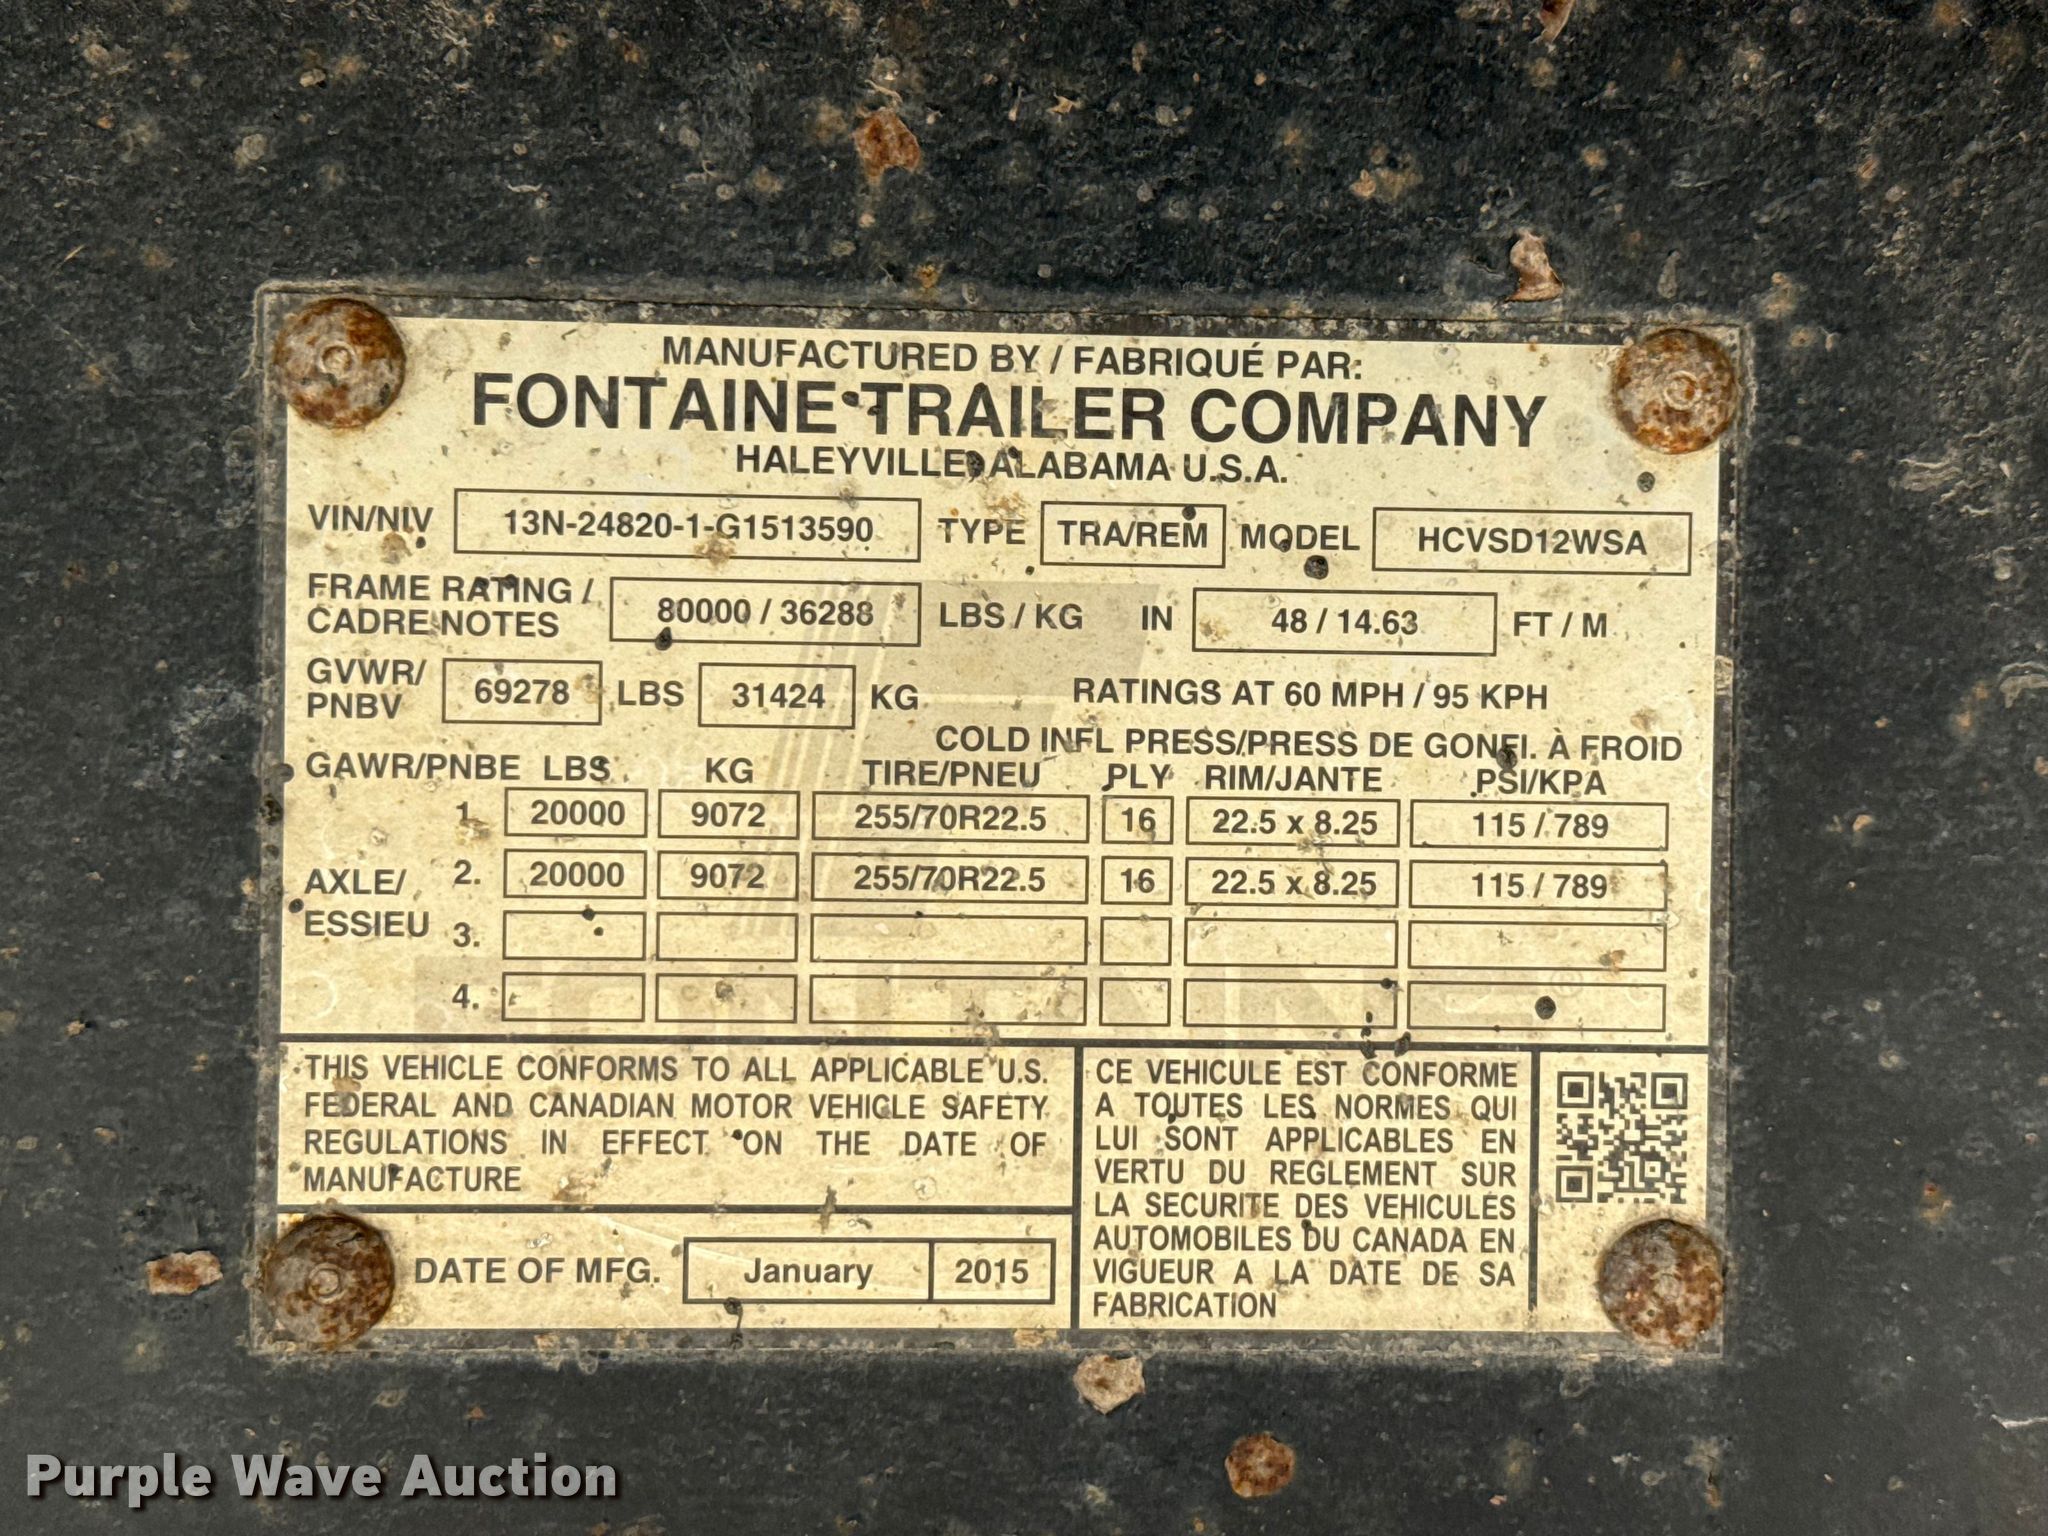 MANUFACTURED BY / FABRIQUÉ PAR:
FONTAINE TRAILER COMPANY
HALEYVILLE, ALABAMA U.S.A.
VIN/NIV 13N-24820-1-G1513590 TYPE TRA/REM MODEL HCVSD12WSA
FRAME RATING / CADRE NOTES 80000 / 36288 LBS / KG IN 48 / 14.63 FT / M
GVWR/ PNBV 69278 LBS 31424 KG RATINGS AT 60 MPH / 95 KPH
COLD INFL PRESS/PRESS DE GONFL. À FROID
GAWR/PNBE LBS KG TIRE/PNEU PLY RIM/JANTE PSI/KPA
1. 20000 9072 255/70R22.5 16 22.5 x 8.25 115 / 789
AXLE/ ESSIEU
2. 20000 9072 255/70R22.5 16 22.5 x 8.25 115 / 789
3.
4.
THIS VEHICLE CONFORMS TO ALL APPLICABLE U.S.
FEDERAL AND CANADIAN MOTOR VEHICLE SAFETY
REGULATIONS IN EFFECT ON THE DATE OF
MANUFACTURE
DATE OF MFG. January 2015
CE VEHICULE EST CONFORME
A TOUTES LES NORMES QUI
LUI SONT APPLICABLES EN
VERTU DU REGLEMENT SUR
LA SECURITE DES VEHICULES
AUTOMOBILES DU CANADA EN
VIGUEUR A LA DATE DE SA
FABRICATION
Purple Wave Auction